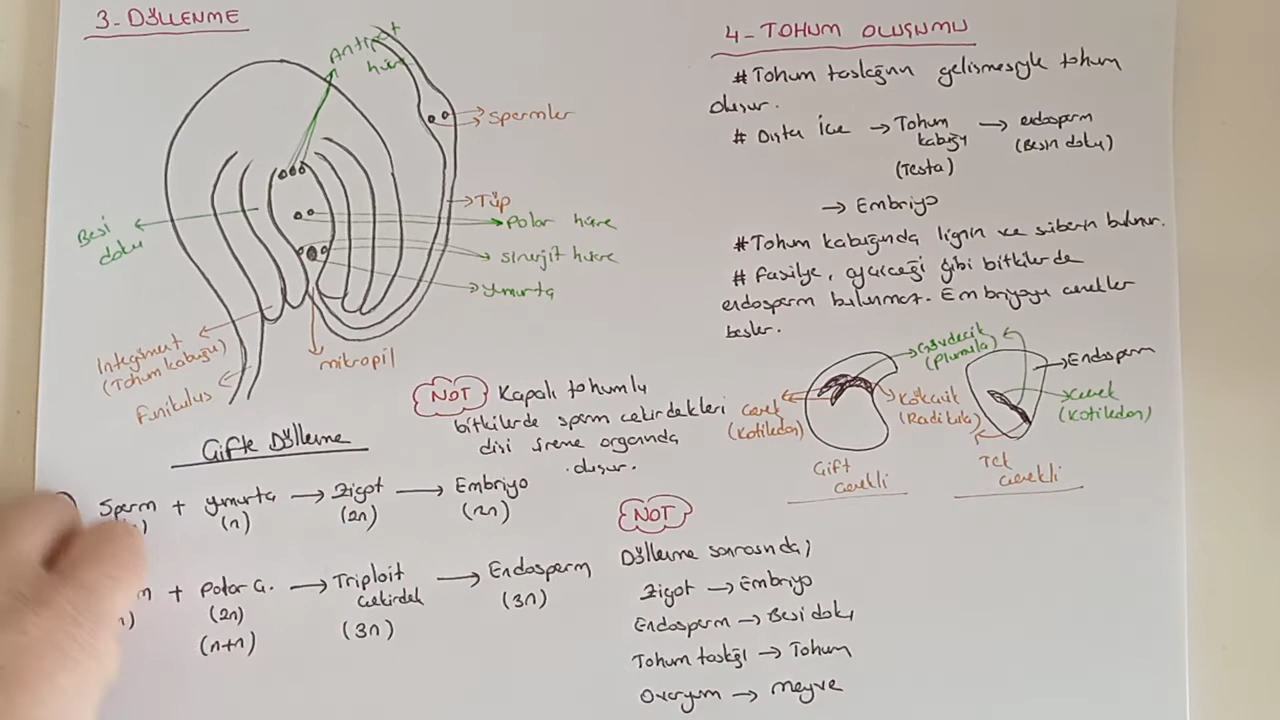 3- DÖLLENME
Antipot
hücre
Spermler
Tüp
Polar hücre
sinerjit hücre
Yumurta
Besi
doku
İntegüment
(Tohum kabuğu)
Funikulus
mikropil
NOT Kapalı tohumlu
bitkilerde sperm çekirdekleri
dişi üreme organında
oluşur.
Çifte Dölleme
Sperm + yumurta → Zigot → Embriyo
(n) (2n) (2n)
+ Polar Ç. → Triploit → Endosperm
çekirdek
(2n) (3n)
(n+n) (3n)
4- TOHUM OLUŞUMU
# Tohum taslağının gelişmesiyle tohum
oluşur.
# Dıştan içe → Tohum → endosperm
kabuğu (Besin doku)
(Testa)
→ Embriyo
# Tohum kabuğunda lignin ve süberin bulunur.
# Fasulye, ayçiçeği gibi bitkilerde
endosperm bulunmaz. Embriyoyu çenekler
besler.
Gövdecik
(Plumula)
Endosperm
Çenek
(Kotiledon)
Kökçük
(Radikula)
Çenek
(Kotiledon)
Çift
çenekli
Tek
çenekli
NOT
Döllenme sonrasında;
Zigot → Embriyo
Endosperm → Besi doku
Tohum taslağı → Tohum
Ovaryum → Meyve